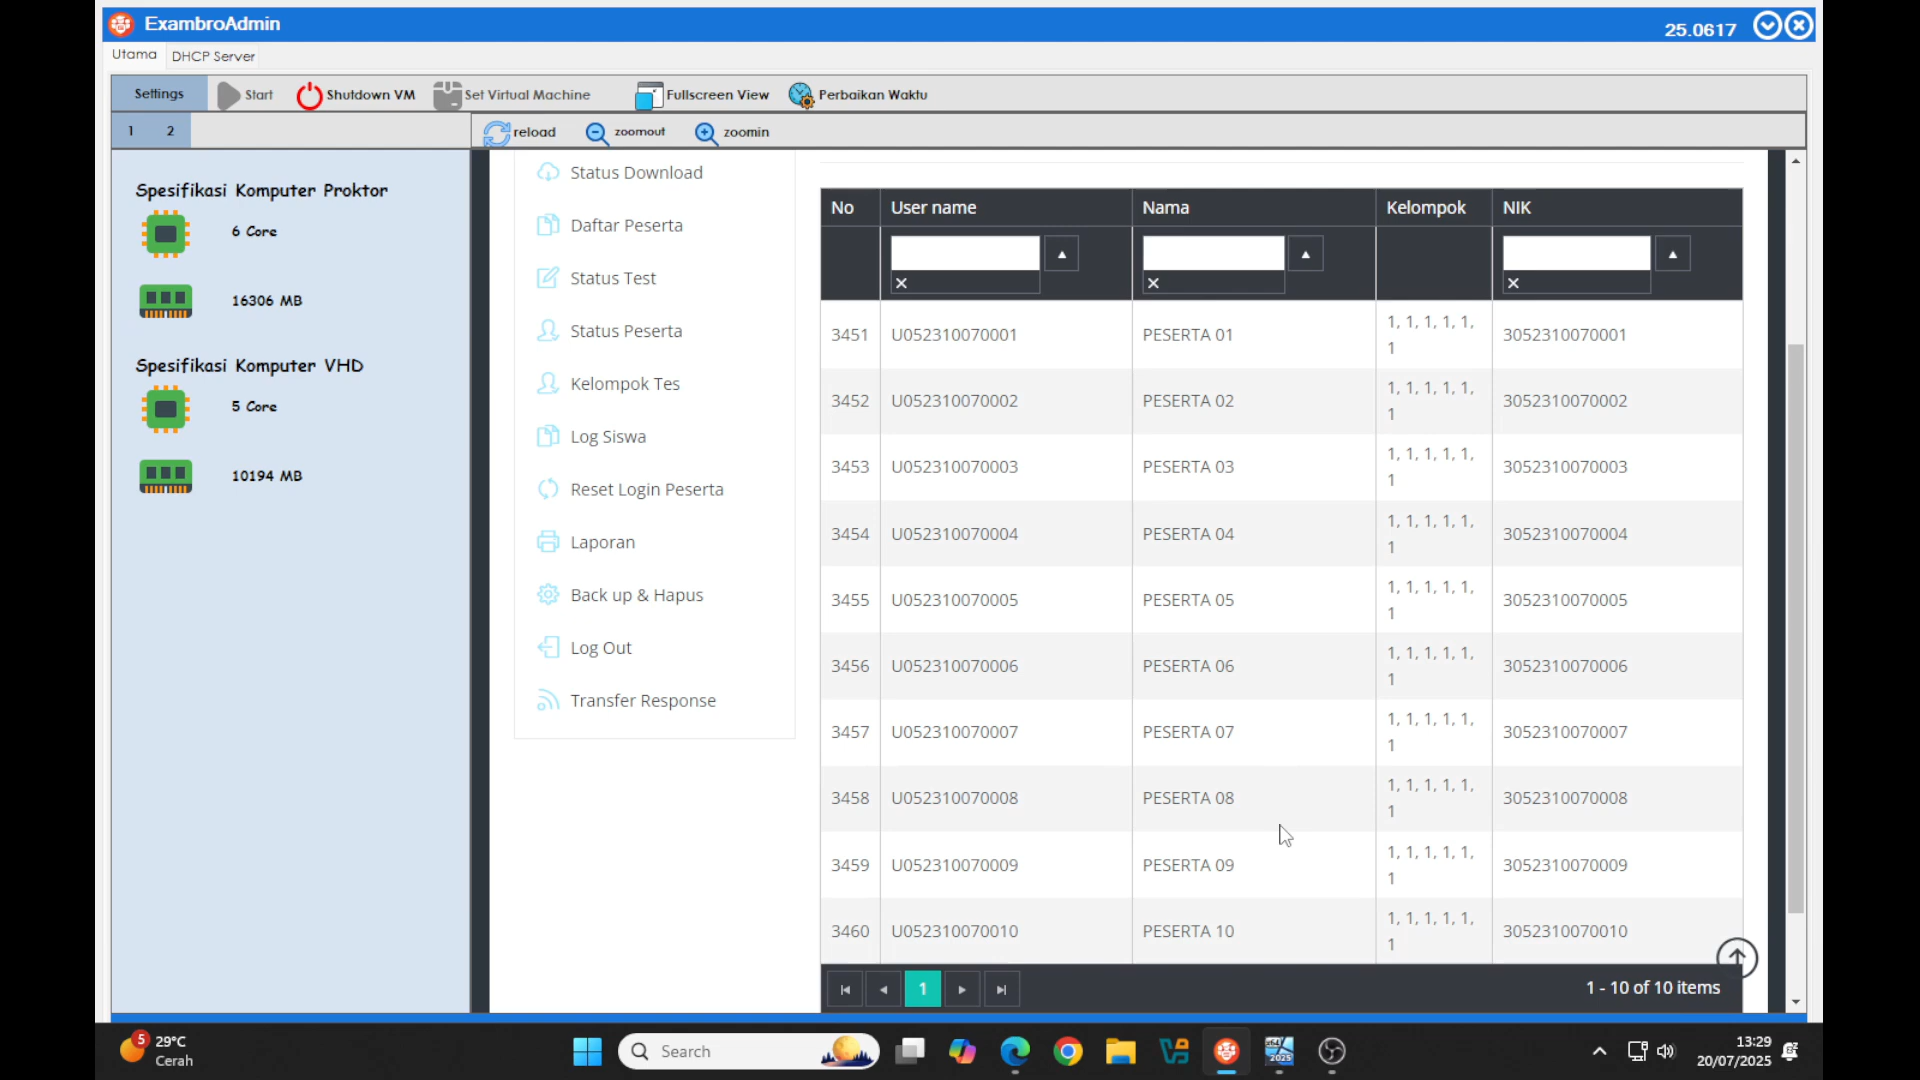 ExambroAdmin
25.0617
Utama
DHCP Server
Settings
Start
Shutdown VM
Set Virtual Machine
Fullscreen View
Perbaikan Waktu
1 2
reload
zoomout
zoomin
Spesifikasi Komputer Proktor
6 Core
16306 MB
Spesifikasi Komputer VHD
5 Core
10194 MB
Status Download
Daftar Peserta
Status Test
Status Peserta
Kelompok Tes
Log Siswa
Reset Login Peserta
Laporan
Back up & Hapus
Log Out
Transfer Response
No User name Nama Kelompok NIK
3451 U052310070001 PESERTA 01 1, 1, 1, 1, 1, 3052310070001
1
3452 U052310070002 PESERTA 02 1, 1, 1, 1, 1, 3052310070002
1
3453 U052310070003 PESERTA 03 1, 1, 1, 1, 1, 3052310070003
1
3454 U052310070004 PESERTA 04 1, 1, 1, 1, 1, 3052310070004
1
3455 U052310070005 PESERTA 05 1, 1, 1, 1, 1, 3052310070005
1
3456 U052310070006 PESERTA 06 1, 1, 1, 1, 1, 3052310070006
1
3457 U052310070007 PESERTA 07 1, 1, 1, 1, 1, 3052310070007
1
3458 U052310070008 PESERTA 08 1, 1, 1, 1, 1, 3052310070008
1
3459 U052310070009 PESERTA 09 1, 1, 1, 1, 1, 3052310070009
1
3460 U052310070010 PESERTA 10 1, 1, 1, 1, 1, 3052310070010
1
1
1 - 10 of 10 items
5
29°C
Cerah
Search
2025
13:29
20/07/2025